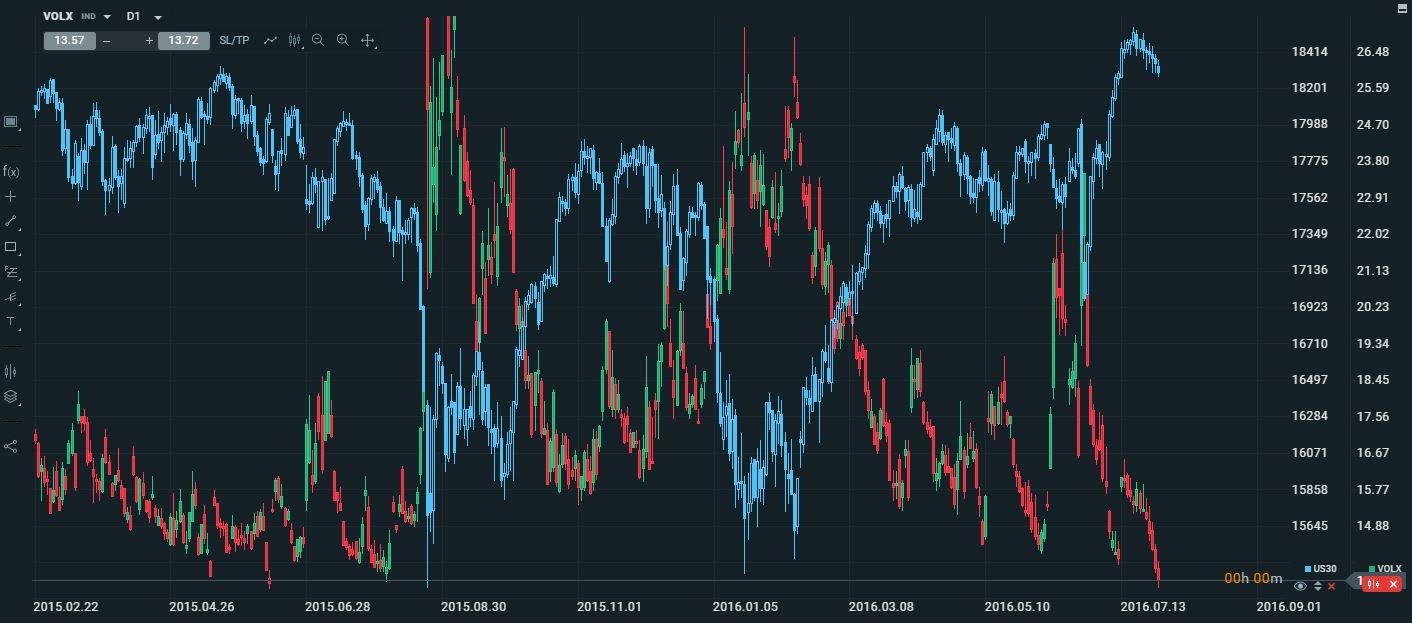 VOLX IND D1
13.57 – + 13.72 SL/TP
f(x)
T
18414 26.48
18201 25.59
17988 24.70
17775 23.80
17562 22.91
17349 22.02
17136 21.13
16923 20.23
16710 19.34
16497 18.45
16284 17.56
16071 16.67
15858 15.77
15645 14.88
US30 VOLX
00h 00m
2015.02.22 2015.04.26 2015.06.28 2015.08.30 2015.11.01 2016.01.05 2016.03.08 2016.05.10 2016.07.13 2016.09.01